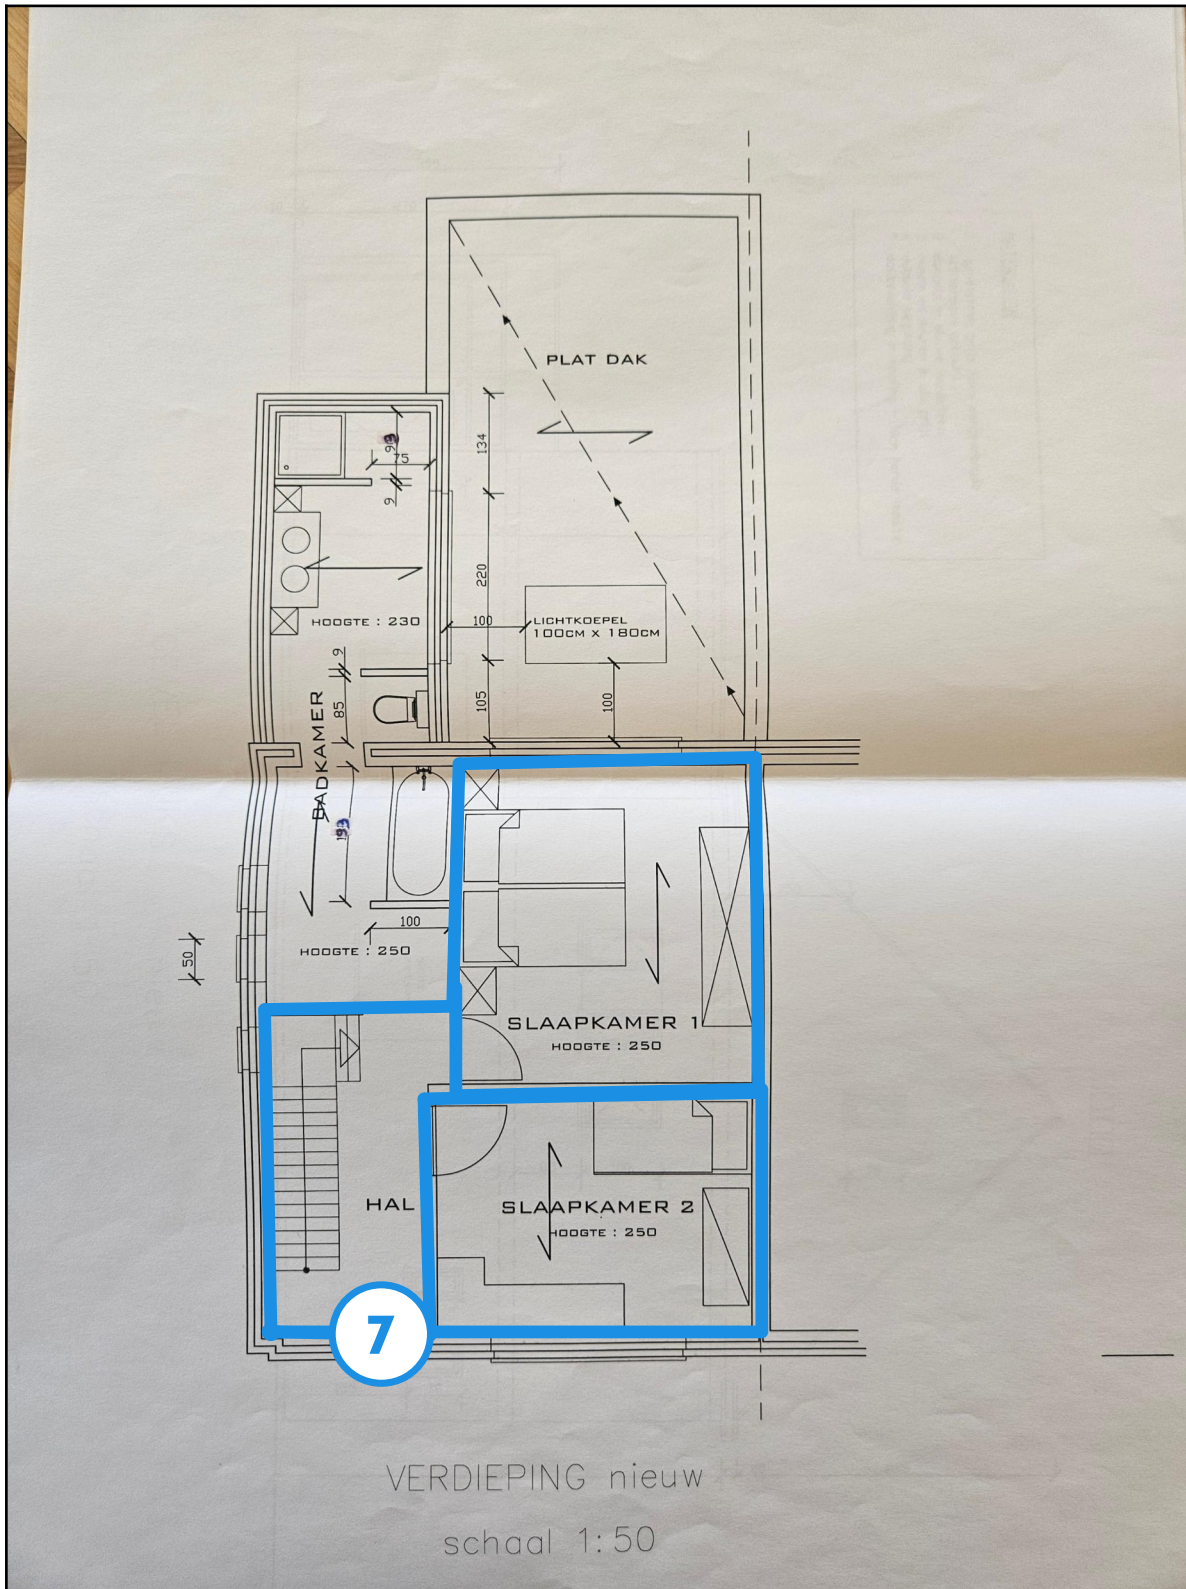 PLAT DAK
93
75
9
134
220
HOOGTE : 230
100
LICHTKOEPEL
100CM X 180CM
9
85
105
100
BADKAMER
193
100
HOOGTE : 250
50
SLAAPKAMER 1
HOOGTE : 250
HAL
SLAAPKAMER 2
HOOGTE : 250
7
VERDIEPING nieuw
schaal 1:50